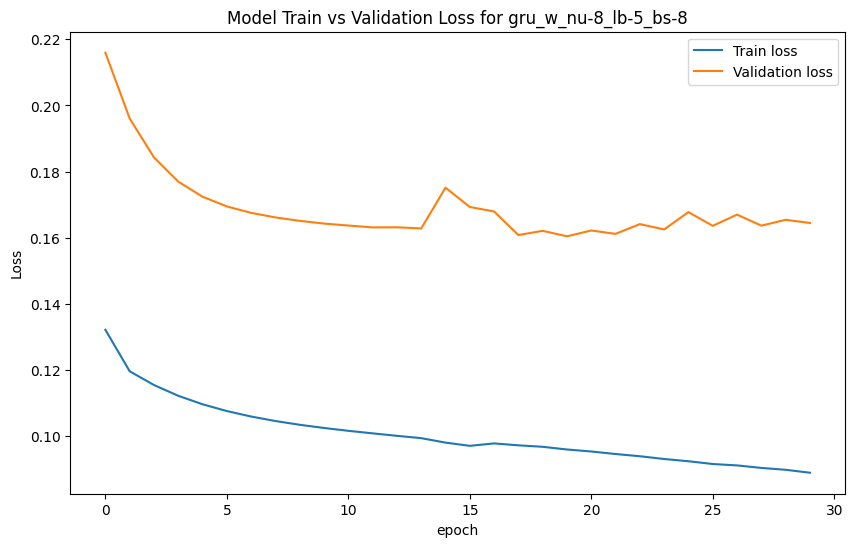 Model Train vs Validation Loss for gru_w_nu-8_lb-5_bs-8
Train loss
Validation loss
0.22
0.20
0.18
0.16
0.14
0.12
0.10
Loss
0
5
10
15
20
25
30
epoch